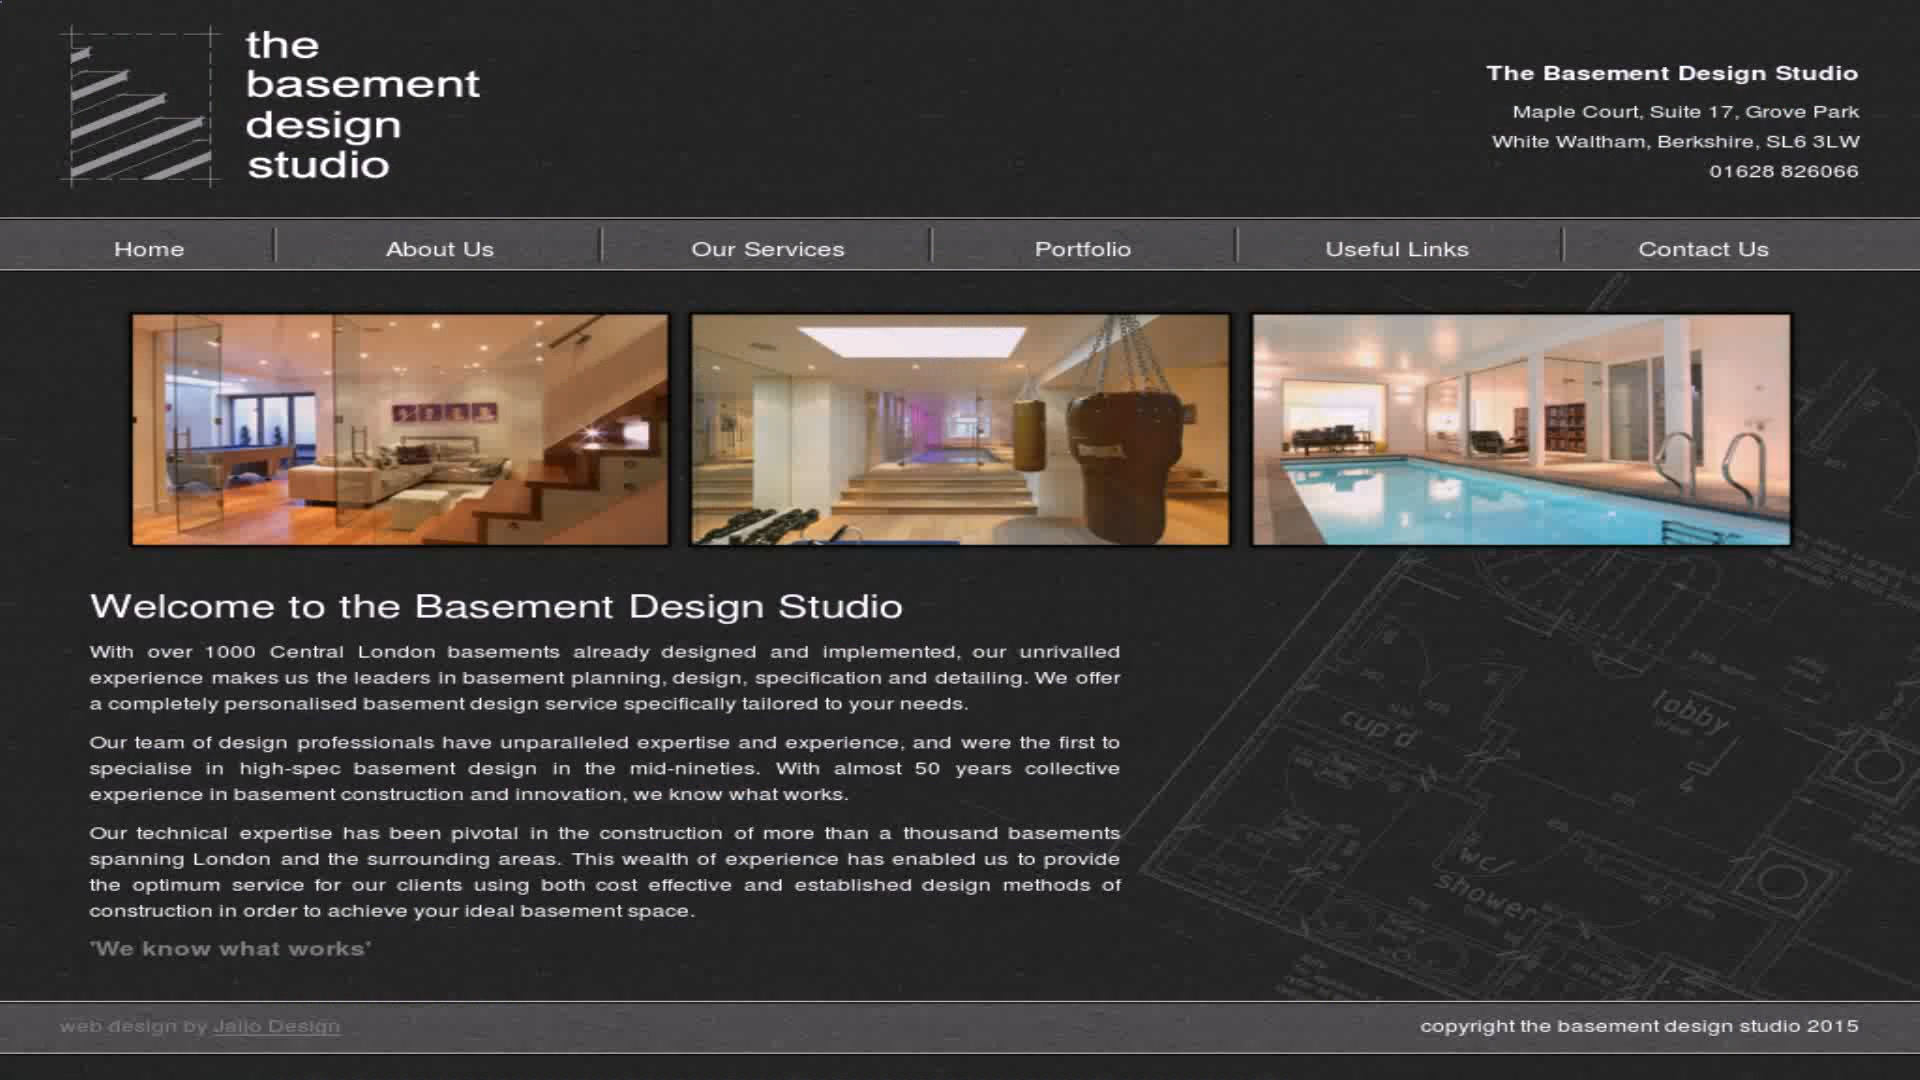 the
basement
design
studio
The Basement Design Studio
Maple Court, Suite 17, Grove Park
White Waltham, Berkshire, SL6 3LW
01628 826066
Home
About Us
Our Services
Portfolio
Useful Links
Contact Us
Welcome to the Basement Design Studio
With over 1000 Central London basements already designed and implemented, our unrivalled
experience makes us the leaders in basement planning, design, specification and detailing. We offer
a completely personalised basement design service specifically tailored to your needs.
Our team of design professionals have unparalleled expertise and experience, and were the first to
specialise in high-spec basement design in the mid-nineties. With almost 50 years collective
experience in basement construction and innovation, we know what works.
Our technical expertise has been pivotal in the construction of more than a thousand basements
spanning London and the surrounding areas. This wealth of experience has enabled us to provide
the optimum service for our clients using both cost effective and established design methods of
construction in order to achieve your ideal basement space.
'We know what works'
lobby
cup'd
wc/
shower
web design by Jaijo Design
copyright the basement design studio 2015